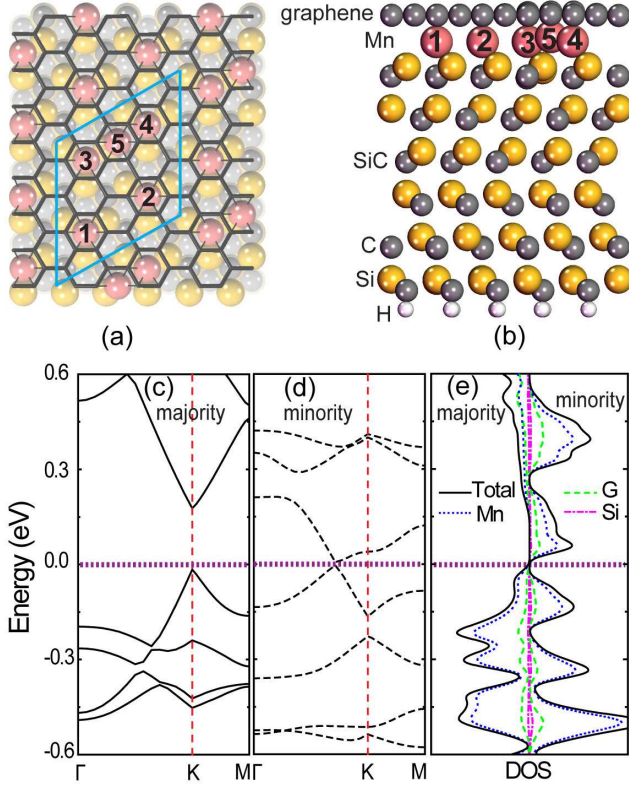 graphene
Mn
1 2 3 5 4
4
5
3
2
1
SiC
C
Si
H
(a)
(b)
0.6
(c)
majority
(d)
minority
(e)
majority
minority
0.3
Total
G
Mn
Si
0.0
Energy (eV)
-0.3
-0.6
Γ K M Γ K M DOS